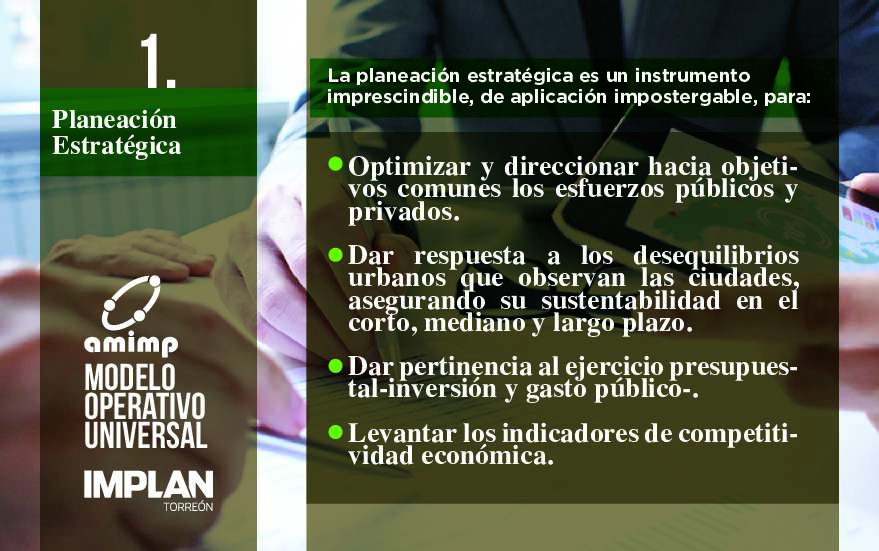 1.
Planeación
Estratégica
amimp
MODELO
OPERATIVO
UNIVERSAL
IMPLAN
TORREÓN
La planeación estratégica es un instrumento
imprescindible, de aplicación impostergable, para:
Optimizar y direccionar hacia objeti-
vos comunes los esfuerzos públicos y
privados.
Dar respuesta a los desequilibrios
urbanos que observan las ciudades,
asegurando su sustentabilidad en el
corto, mediano y largo plazo.
Dar pertinencia al ejercicio presupues-
tal-inversión y gasto público-.
Levantar los indicadores de competiti-
vidad económica.